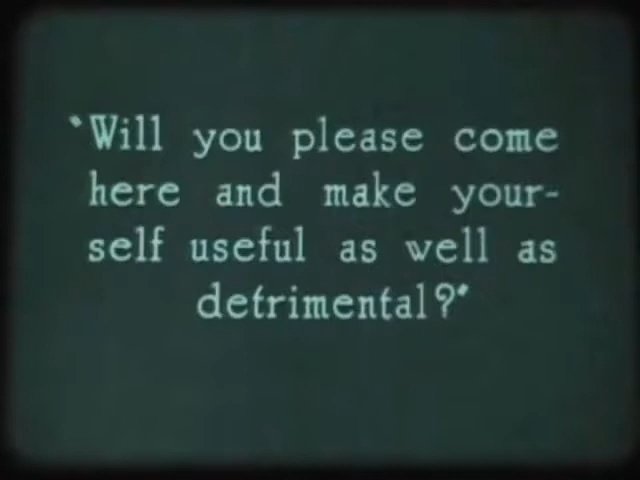 "Will you please come
here and make your-
self useful as well as
detrimental?"